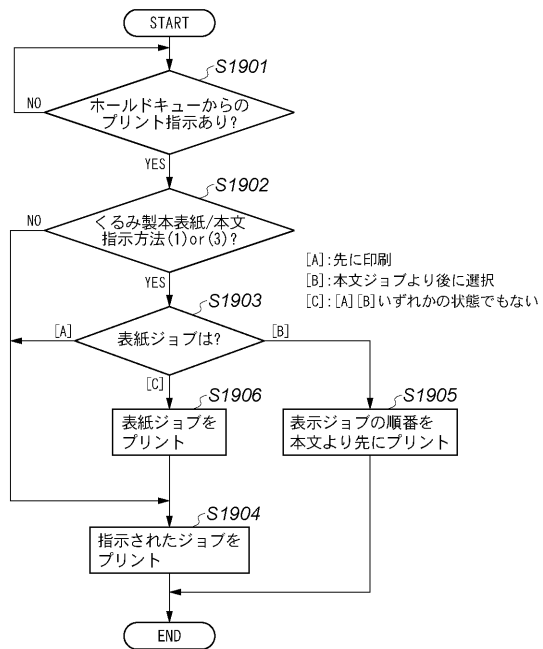 START
S1901
ホールドキューからの
プリント指示あり?
NO
YES
S1902
NO
くるみ製本表紙/本文
指示方法(1)or(3)?
YES
[A]:先に印刷
[B]:本文ジョブより後に選択
[C]:[A][B]いずれかの状態でもない
S1903
[A]
表紙ジョブは?
[B]
[C]
S1906
表紙ジョブを
プリント
S1905
表示ジョブの順番を
本文より先にプリント
S1904
指示されたジョブを
プリント
END